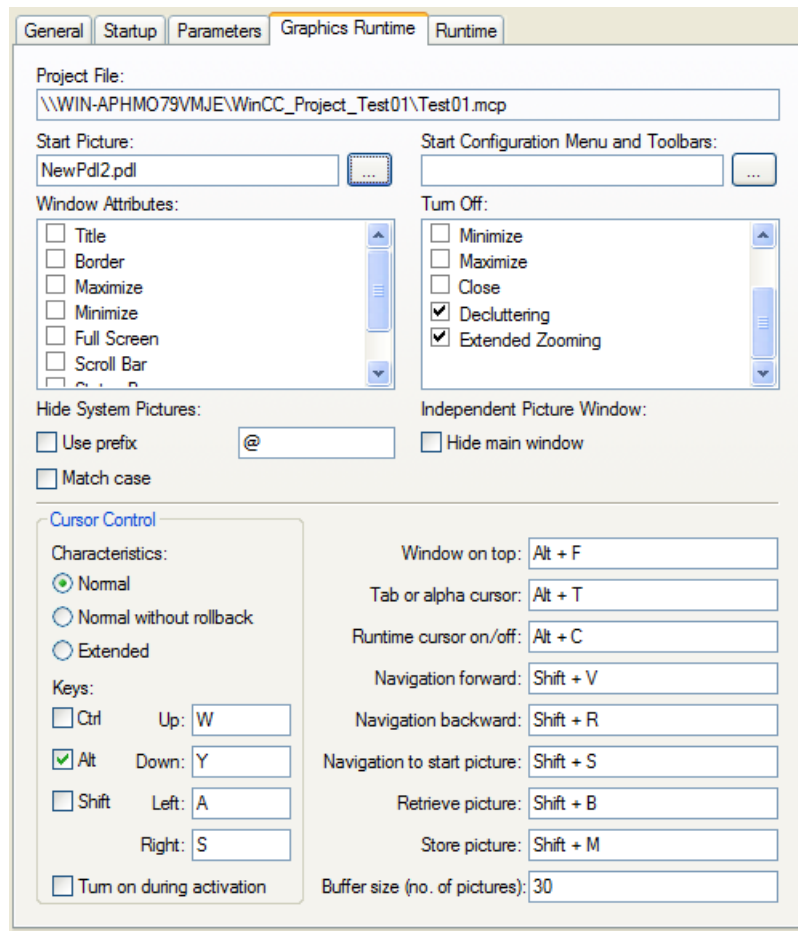 General Startup Parameters Graphics Runtime Runtime
Project File:
\\WIN-APHMO79VMJE\WinCC_Project_Test01\Test01.mcp
Start Picture:
NewPdl2.pdl ...
Start Configuration Menu and Toolbars:
...
Window Attributes:
Title
Border
Maximize
Minimize
Full Screen
Scroll Bar
Turn Off:
Minimize
Maximize
Close
Decluttering
Extended Zooming
Hide System Pictures:
Use prefix @
Match case
Independent Picture Window:
Hide main window
Cursor Control
Characteristics:
Normal
Normal without rollback
Extended
Keys:
Ctrl Up: W
Alt Down: Y
Shift Left: A
Right: S
Turn on during activation
Window on top: Alt + F
Tab or alpha cursor: Alt + T
Runtime cursor on/off: Alt + C
Navigation forward: Shift + V
Navigation backward: Shift + R
Navigation to start picture: Shift + S
Retrieve picture: Shift + B
Store picture: Shift + M
Buffer size (no. of pictures): 30